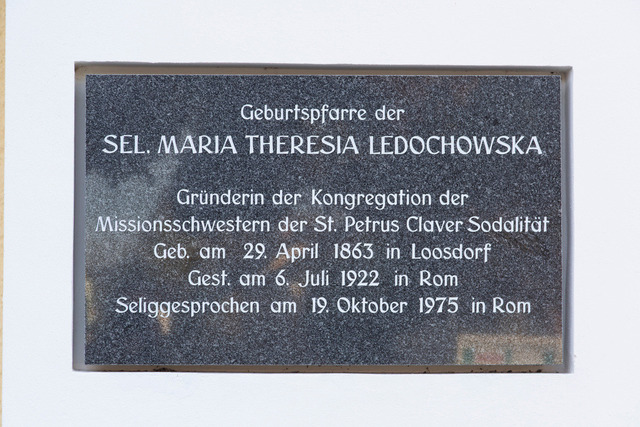 Geburtspfarre der
SEL. MARIA THERESIA LEDOCHOWSKA
Gründerin der Kongregation der
Missionsschwestern der St. Petrus Claver Sodalität
Geb. am 29. April 1863 in Loosdorf
Gest. am 6. Juli 1922 in Rom
Seliggesprochen am 19. Oktober 1975 in Rom